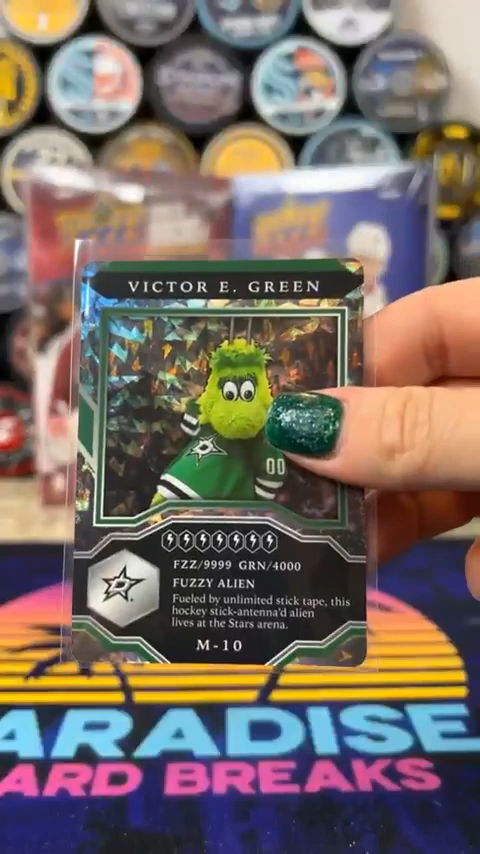 VICTOR E. GREEN
00
FZZ/9999 GRN/4000
FUZZY ALIEN
Fueled by unlimited stick tape, this
hockey stick-antenna'd alien
lives at the Stars arena.
M-10
ARADISE
ARD BREAKS